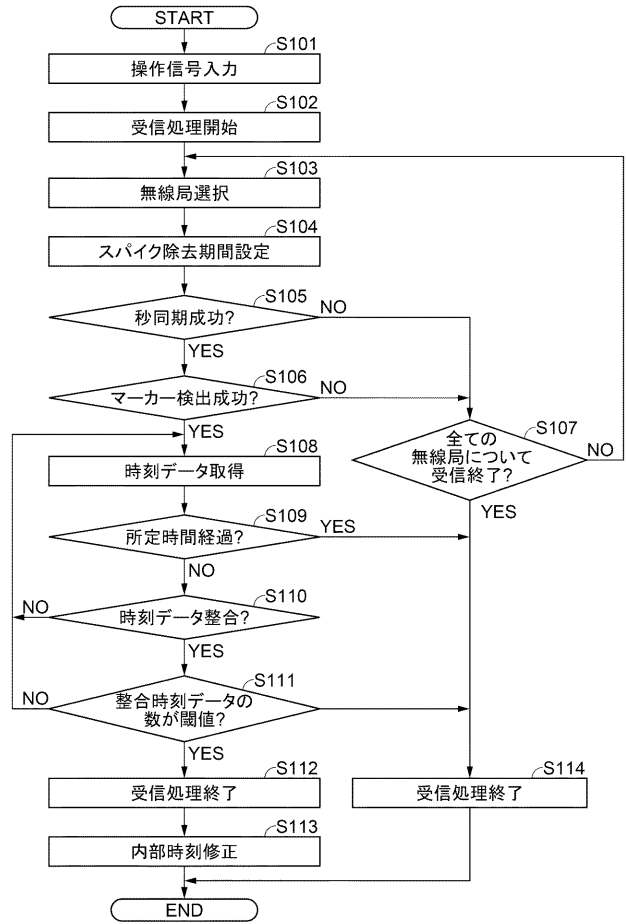 START
S101
操作信号入力
S102
受信処理開始
S103
無線局選択
S104
スパイク除去期間設定
S105
秒同期成功?
NO
YES
S106
マーカー検出成功?
NO
YES
S107
全ての
無線局について
受信終了?
NO
YES
S108
時刻データ取得
S109
所定時間経過?
YES
NO
S110
時刻データ整合?
NO
YES
S111
整合時刻データの
数が閾値?
NO
YES
S112
受信処理終了
S114
受信処理終了
S113
内部時刻修正
END